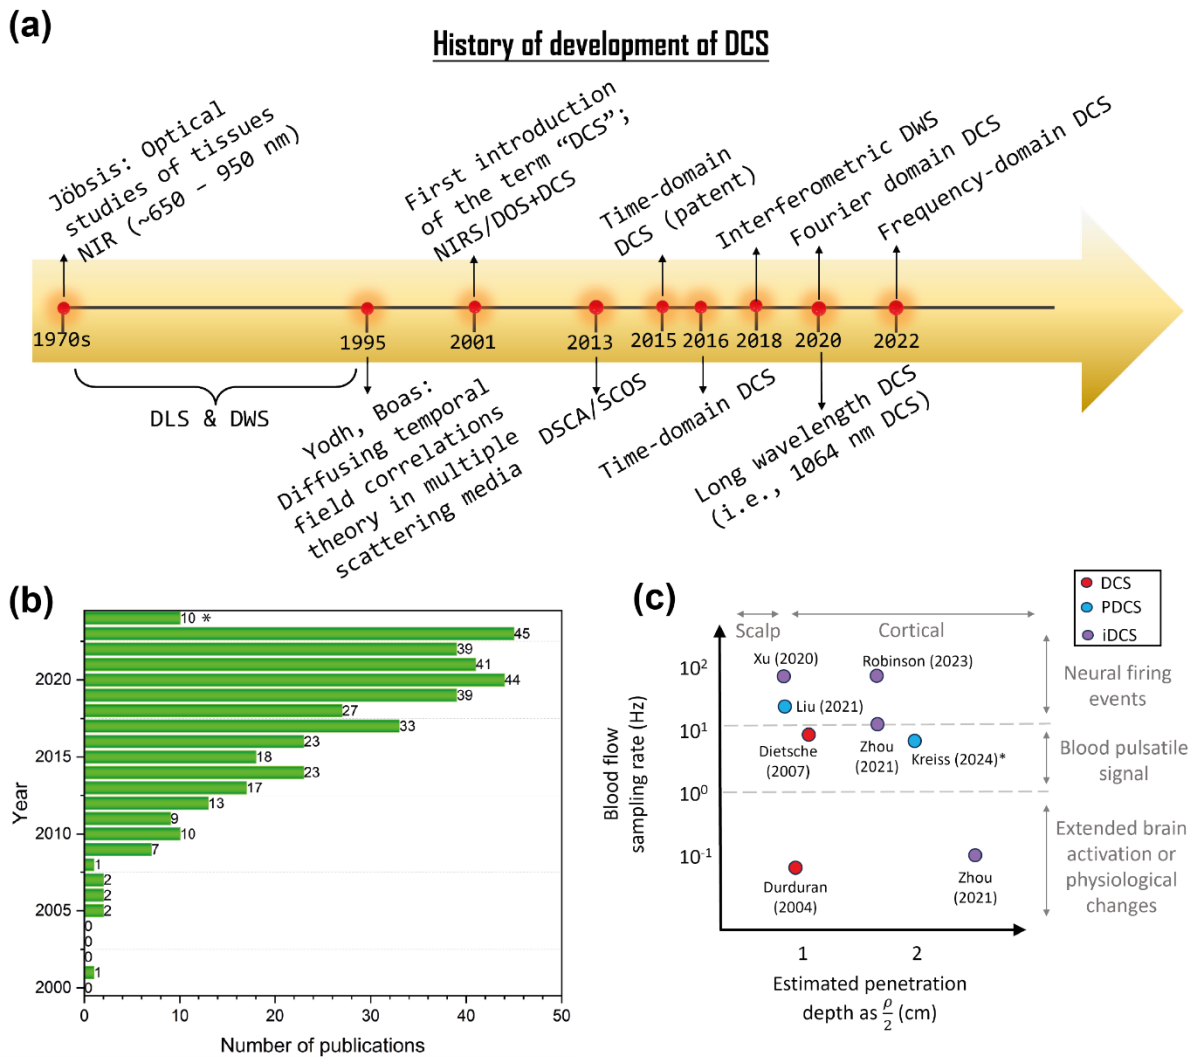 (a)
History of development of DCS
Jöbsis: Optical
studies of tissues
NIR (~650 – 950 nm)
First introduction
of the term “DCS”;
NIRS/DOS+DCS
Time-domain
DCS (patent)
Interferometric DWS
Fourier domain DCS
Frequency-domain DCS
1970s
1995
2001
2013
2015
2016
2018
2020
2022
DLS & DWS
Yodh, Boas:
Diffusing temporal
field correlations
theory in multiple
scattering media
DSCA/SCOS
Time-domain DCS
Long wavelength DCS
(i.e., 1064 nm DCS)
(b)
Year
2020
2015
2010
2005
2000
10 *
45
39
41
44
39
27
33
23
18
23
17
13
9
10
7
1
2
2
2
0
0
0
1
0
0
10
20
30
40
50
Number of publications
(c)
DCS
PDCS
iDCS
Scalp
Cortical
Blood flow
sampling rate (Hz)
10²
10¹
10⁰
10⁻¹
Xu (2020)
Robinson (2023)
Liu (2021)
Dietsche
(2007)
Zhou
(2021)
Kreiss (2024)*
Durduran
(2004)
Zhou
(2021)
Neural firing
events
Blood pulsatile
signal
Extended brain
activation or
physiological
changes
1
2
Estimated penetration
depth as ρ/2 (cm)